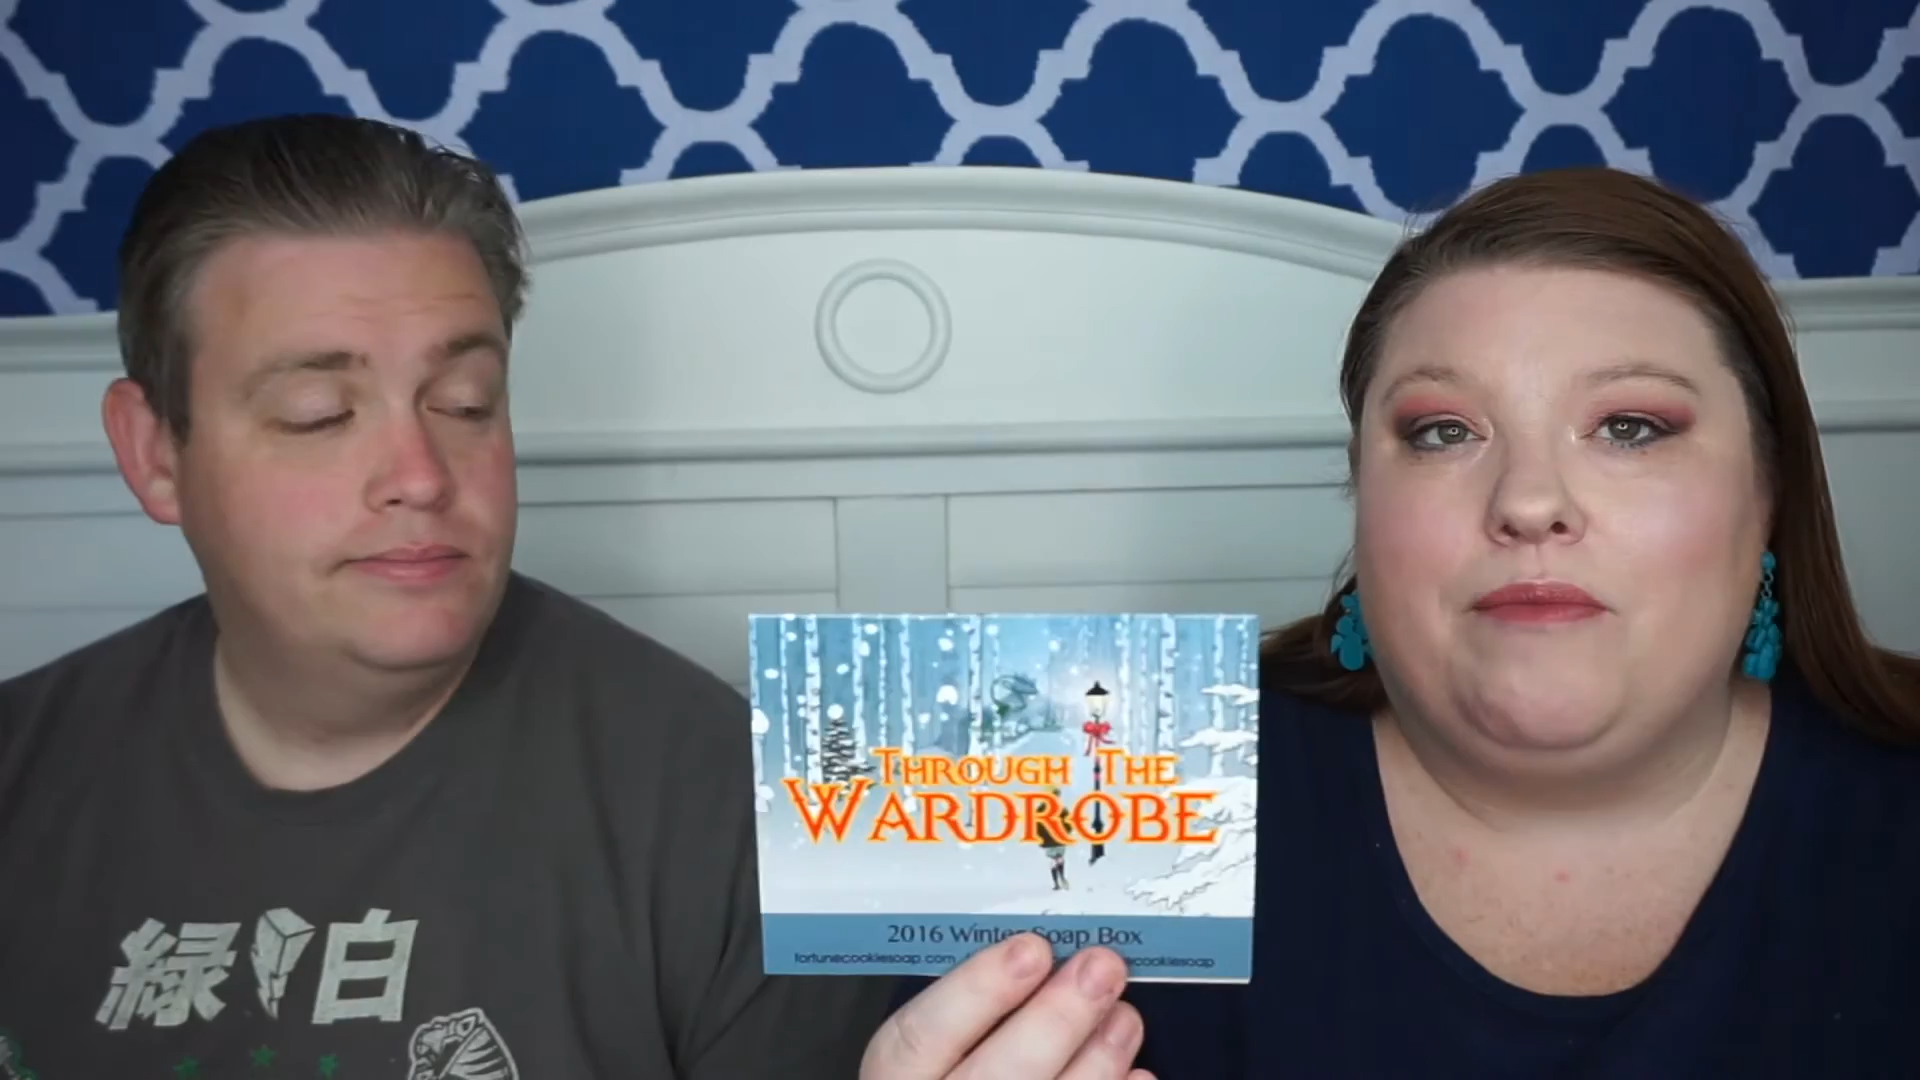 THROUGH THE
WARDROBE
2016 Winter Soap Box
fortunecookiesoap.com
緑 白